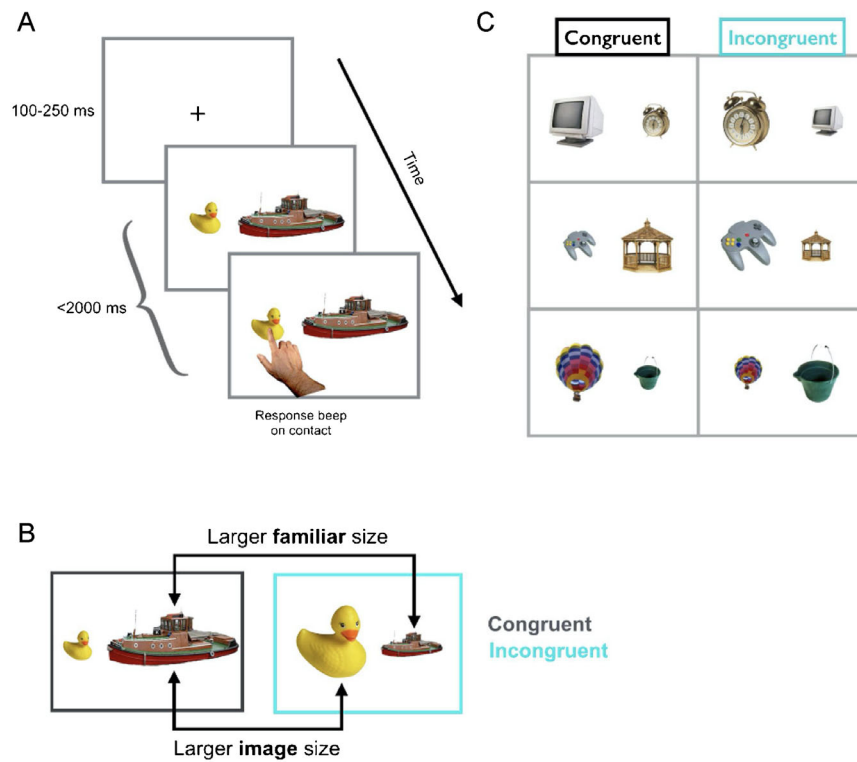 A
100-250 ms
+
Time
<2000 ms
Response beep
on contact
C
Congruent
Incongruent
B
Larger familiar size
Congruent
Incongruent
Larger image size